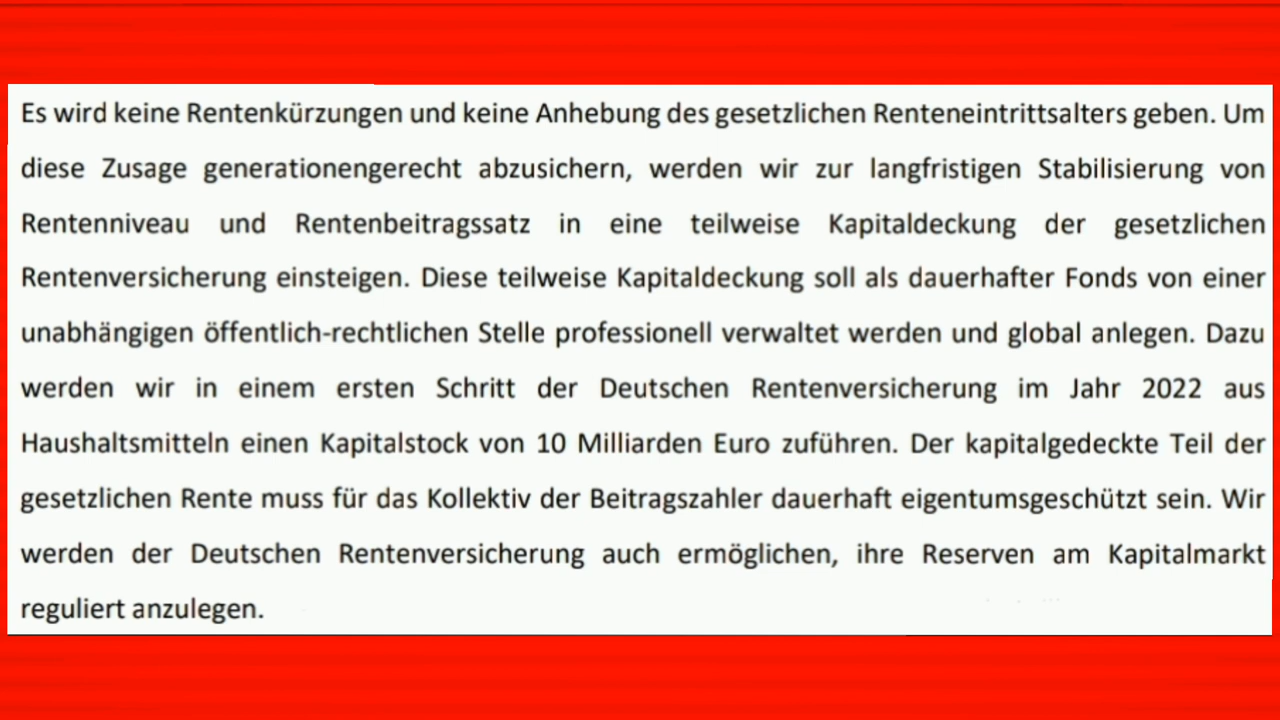 Es wird keine Rentenkürzungen und keine Anhebung des gesetzlichen Renteneintrittsalters geben. Um
diese Zusage generationengerecht abzusichern, werden wir zur langfristigen Stabilisierung von
Rentenniveau und Rentenbeitragssatz in eine teilweise Kapitaldeckung der gesetzlichen
Rentenversicherung einsteigen. Diese teilweise Kapitaldeckung soll als dauerhafter Fonds von einer
unabhängigen öffentlich-rechtlichen Stelle professionell verwaltet werden und global anlegen. Dazu
werden wir in einem ersten Schritt der Deutschen Rentenversicherung im Jahr 2022 aus
Haushaltsmitteln einen Kapitalstock von 10 Milliarden Euro zuführen. Der kapitalgedeckte Teil der
gesetzlichen Rente muss für das Kollektiv der Beitragszahler dauerhaft eigentumsgeschützt sein. Wir
werden der Deutschen Rentenversicherung auch ermöglichen, ihre Reserven am Kapitalmarkt
reguliert anzulegen.